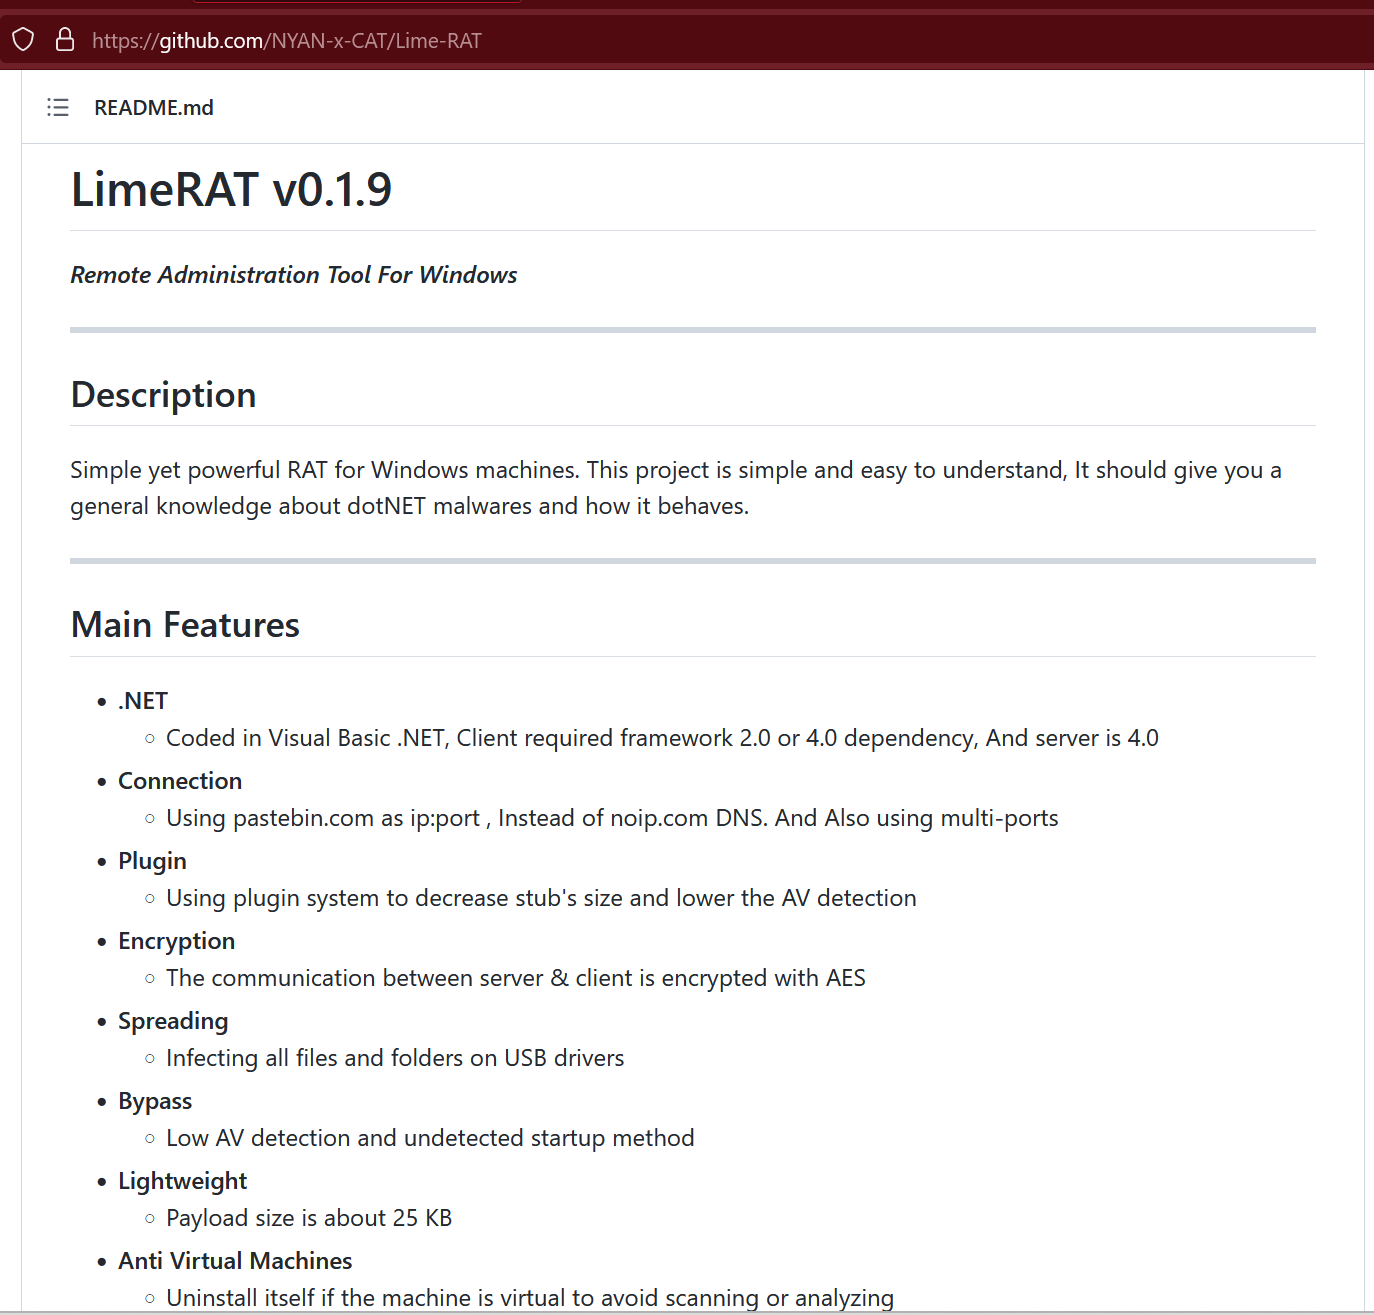 https://github.com/NYAN-x-CAT/Lime-RAT
README.md
LimeRAT v0.1.9
Remote Administration Tool For Windows
Description
Simple yet powerful RAT for Windows machines. This project is simple and easy to understand, It should give you a
general knowledge about dotNET malwares and how it behaves.
Main Features
• .NET
○ Coded in Visual Basic .NET, Client required framework 2.0 or 4.0 dependency, And server is 4.0
• Connection
○ Using pastebin.com as ip:port , Instead of noip.com DNS. And Also using multi-ports
• Plugin
○ Using plugin system to decrease stub's size and lower the AV detection
• Encryption
○ The communication between server & client is encrypted with AES
• Spreading
○ Infecting all files and folders on USB drivers
• Bypass
○ Low AV detection and undetected startup method
• Lightweight
○ Payload size is about 25 KB
• Anti Virtual Machines
○ Uninstall itself if the machine is virtual to avoid scanning or analyzing